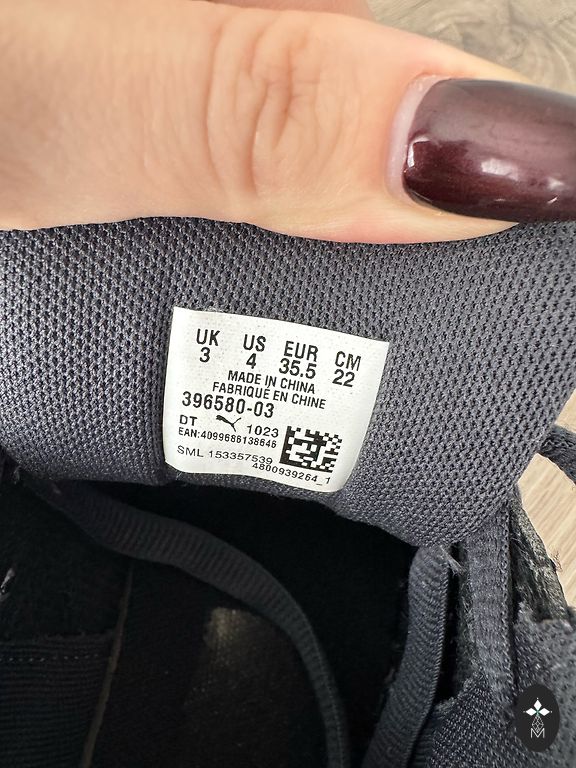 UK US EUR CM
3 4 35.5 22
MADE IN CHINA
FABRIQUÉ EN CHINE
396580-03
DT 1023
EAN:4099686138646
SML 153357539
4800939264_1
M